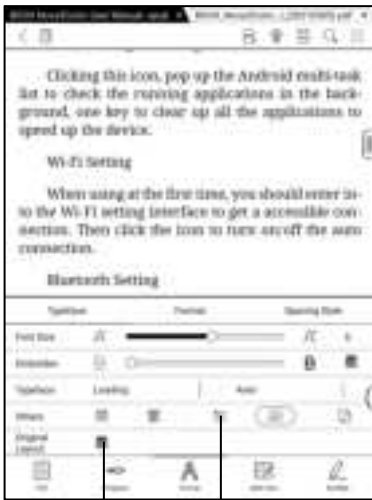 Clicking this icon, pop up the Android multi-task
list to check the running applications in the back-
ground, one key to clear up all the applications to
speed up the device.
Wi-Fi Setting
When using at the first time, you should enter in-
to the Wi-Fi setting interface to get a accessible con-
nection. Then click the icon to turn on/off the auto
connection.
Bluetooth Setting
Typeface Format Spacing Style
Font Size
Typeface Loading Auto
Others
Original
Layout